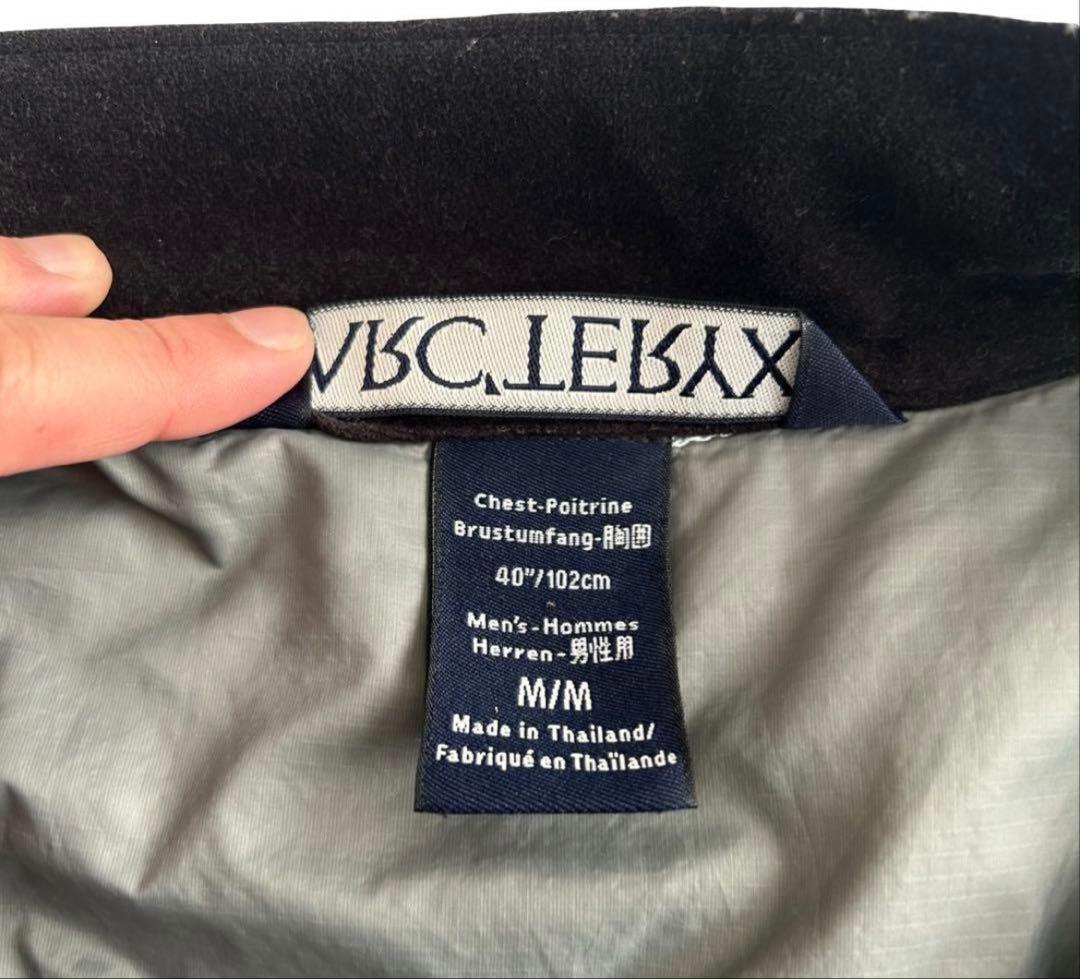 ARC'TERYX
Chest-Poitrine
Brustumfang-胸囲
40"/102cm
Men's-Hommes
Herren-男性用
M/M
Made in Thailand/
Fabriqué en Thaïlande